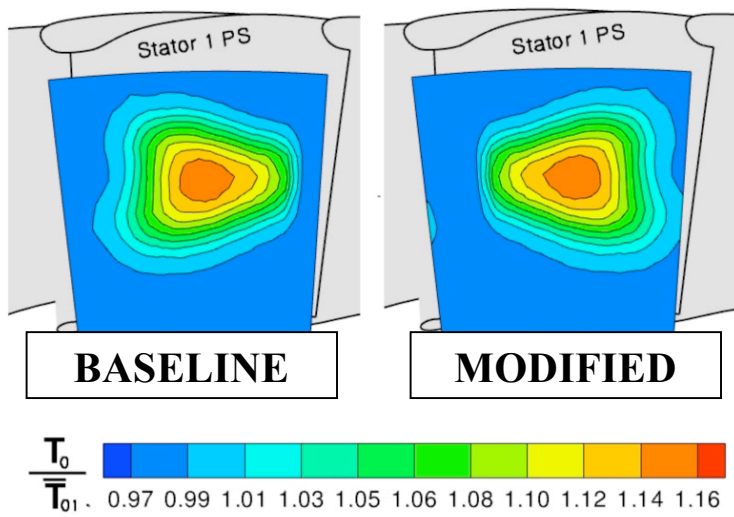 Stator 1 PS
Stator 1 PS
BASELINE
MODIFIED
T₀
T̿₀₁
0.97 0.99 1.01 1.03 1.05 1.06 1.08 1.10 1.12 1.14 1.16